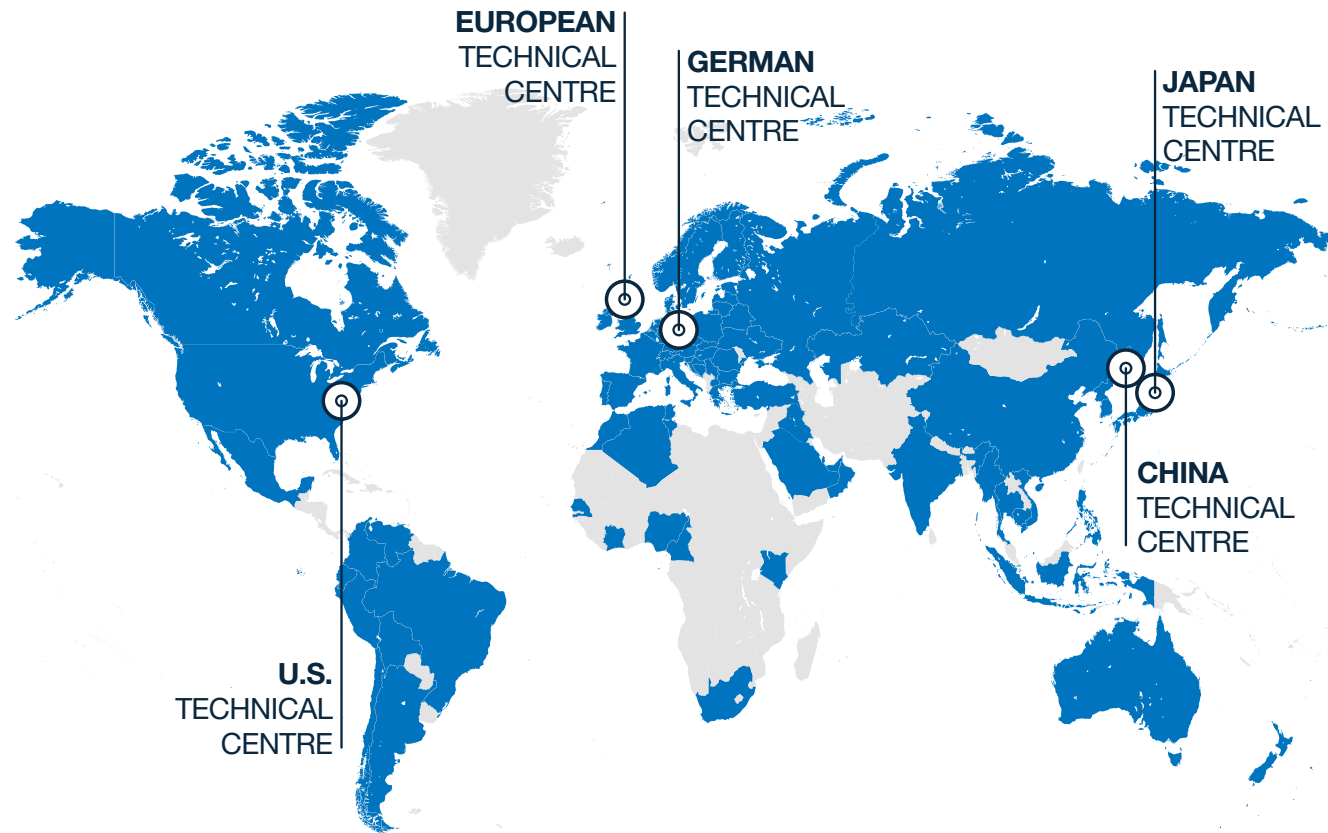 EUROPEAN
TECHNICAL
CENTRE
GERMAN
TECHNICAL
CENTRE
JAPAN
TECHNICAL
CENTRE
CHINA
TECHNICAL
CENTRE
U.S.
TECHNICAL
CENTRE